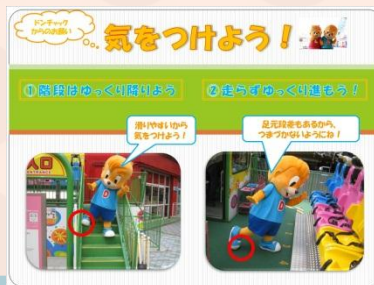 ドンチャック
からのお願い
気をつけよう！
①階段はゆっくり降りよう
②走らずゆっくり進もう！
滑りやすいから
気をつけよう！
足元段差もあるから、
つまづかないようにね！